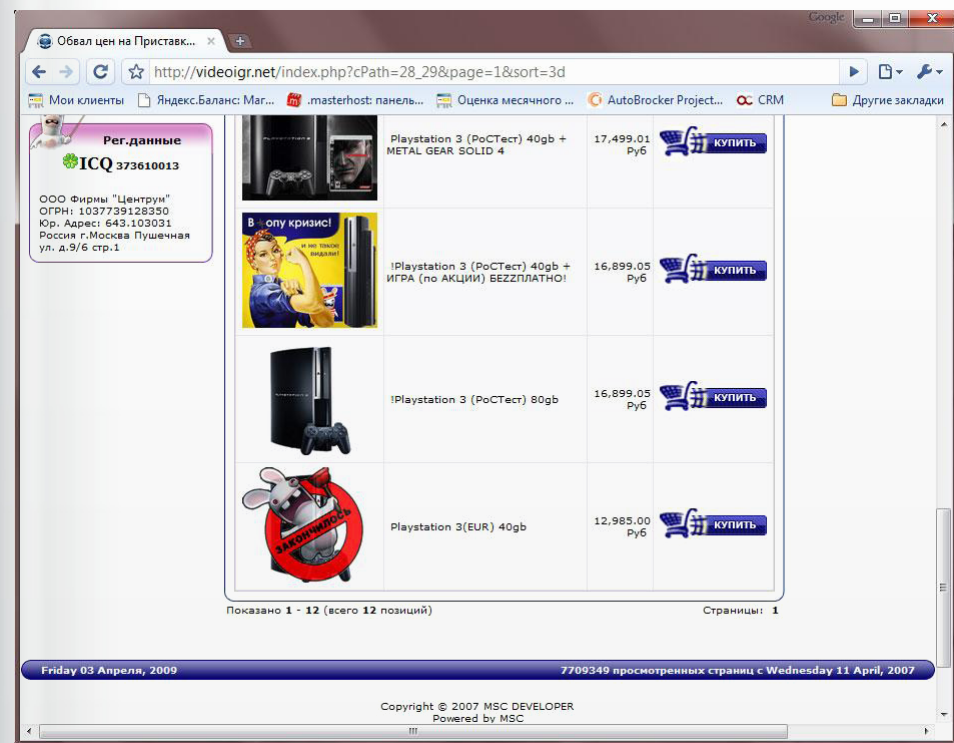 Google
Обвал цен на Приставк...
http://videoigr.net/index.php?cPath=28_29&page=1&sort=3d
Мои клиенты Яндекс.Баланс: Маг... .masterhost: панель... Оценка месячного ... AutoBrocker Project... CRM Другие закладки
Рег.данные
ICQ 373610013
ООО Фирмы "Центрум"
ОГРН: 1037739128350
Юр. Адрес: 643.103031
Россия г.Москва Пушечная
ул. д.9/6 стр.1
Playstation 3 (РоСТест) 40gb +
METAL GEAR SOLID 4
17,499.01
Руб
КУПИТЬ
В опу кризис!
и не такое
видали!
!Playstation 3 (РоСТест) 40gb +
ИГРА (по АКЦИИ) БЕZZПЛАТНО!
16,899.05
Руб
КУПИТЬ
!Playstation 3 (РоСТест) 80gb
16,899.05
Руб
КУПИТЬ
ЗАКОНЧИЛОСЬ
Playstation 3(EUR) 40gb
12,985.00
Руб
КУПИТЬ
Показано 1 - 12 (всего 12 позиций)
Страницы: 1
Friday 03 Апреля, 2009
7709349 просмотренных страниц с Wednesday 11 April, 2007
Copyright © 2007 MSC DEVELOPER
Powered by MSC